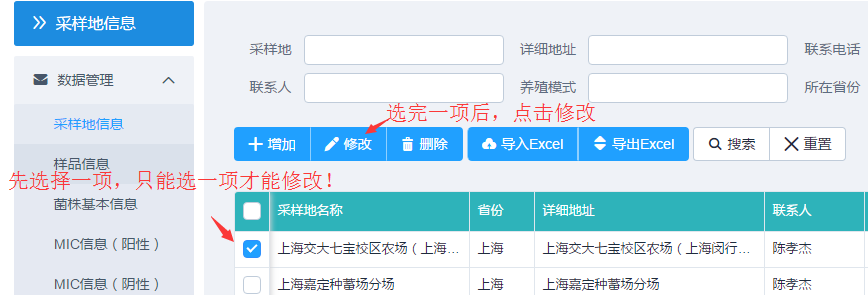 采样地信息
数据管理
采样地信息
样品信息
菌株基本信息
MIC信息（阳性）
MIC信息（阴性）
采样地 详细地址 联系电话
联系人 养殖模式 所在省份
选完一项后，点击修改
增加 修改 删除 导入Excel 导出Excel 搜索 重置
先选择一项，只能选一项才能修改！
采样地名称 省份 详细地址 联系人
上海交大七宝校区农场（上海... 上海 上海交大七宝校区农场（上海闵行... 陈孝杰
上海嘉定种蓄场分场 上海 上海嘉定种蓄场分场 陈孝杰